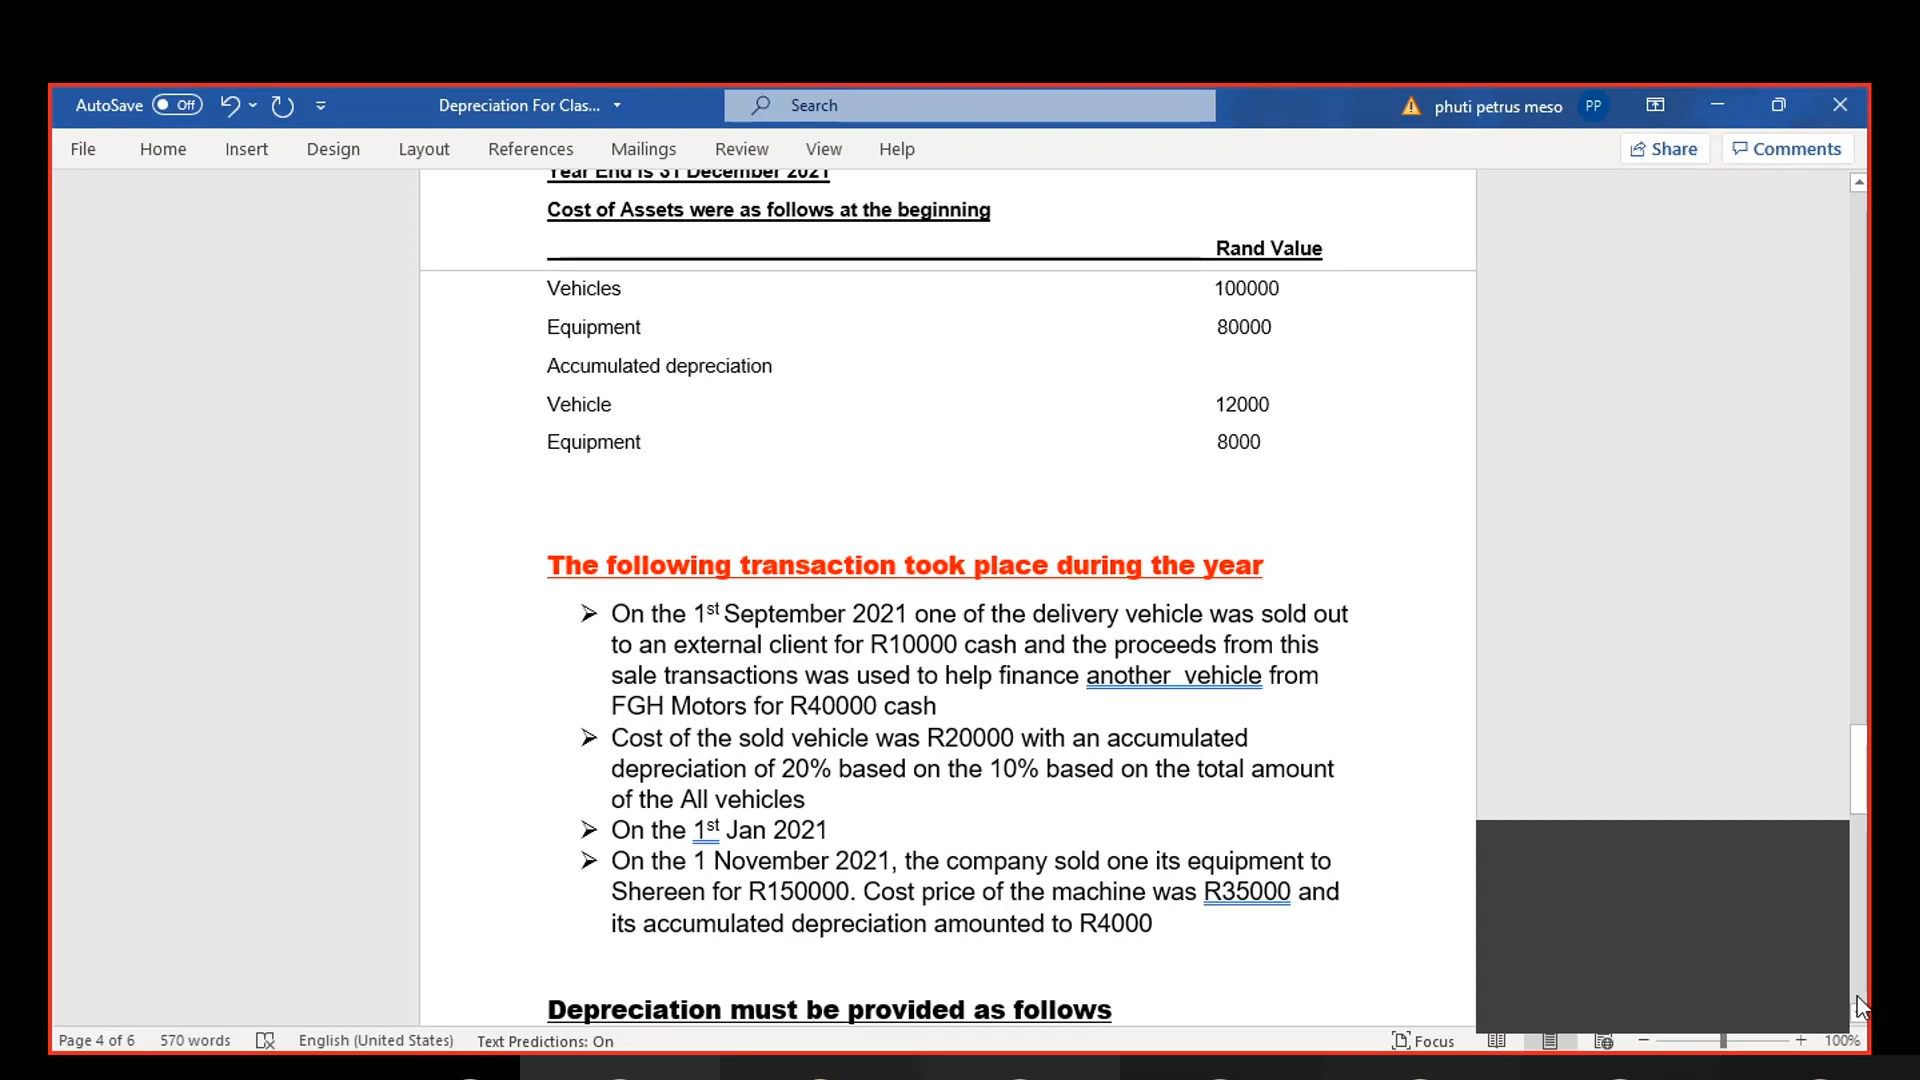 AutoSave Off Depreciation For Clas... Search phuti petrus meso PP
File Home Insert Design Layout References Mailings Review View Help Share Comments
Year End is 31 December 2021
Cost of Assets were as follows at the beginning
Rand Value
Vehicles 100000
Equipment 80000
Accumulated depreciation
Vehicle 12000
Equipment 8000
The following transaction took place during the year
➢ On the 1st September 2021 one of the delivery vehicle was sold out
to an external client for R10000 cash and the proceeds from this
sale transactions was used to help finance another vehicle from
FGH Motors for R40000 cash
➢ Cost of the sold vehicle was R20000 with an accumulated
depreciation of 20% based on the 10% based on the total amount
of the All vehicles
➢ On the 1st Jan 2021
➢ On the 1 November 2021, the company sold one its equipment to
Shereen for R150000. Cost price of the machine was R35000 and
its accumulated depreciation amounted to R4000
Depreciation must be provided as follows
Page 4 of 6 570 words English (United States) Text Predictions: On Focus 100%